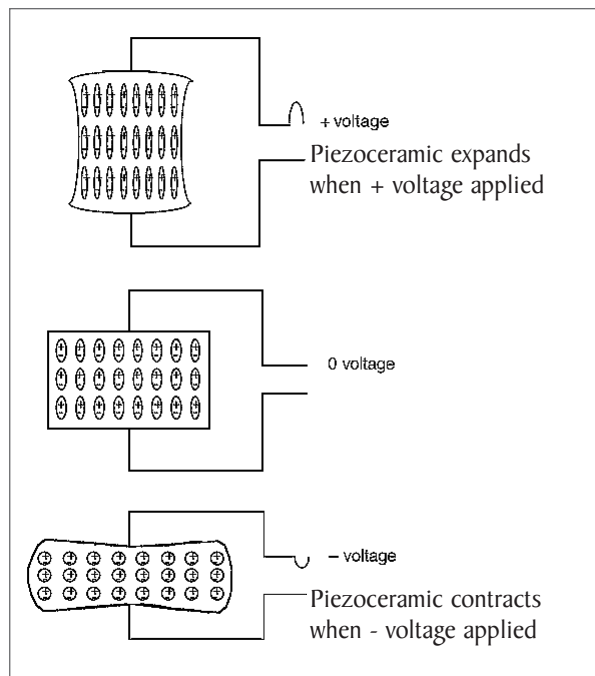 + voltage
Piezoceramic expands
when + voltage applied
0 voltage
– voltage
Piezoceramic contracts
when - voltage applied